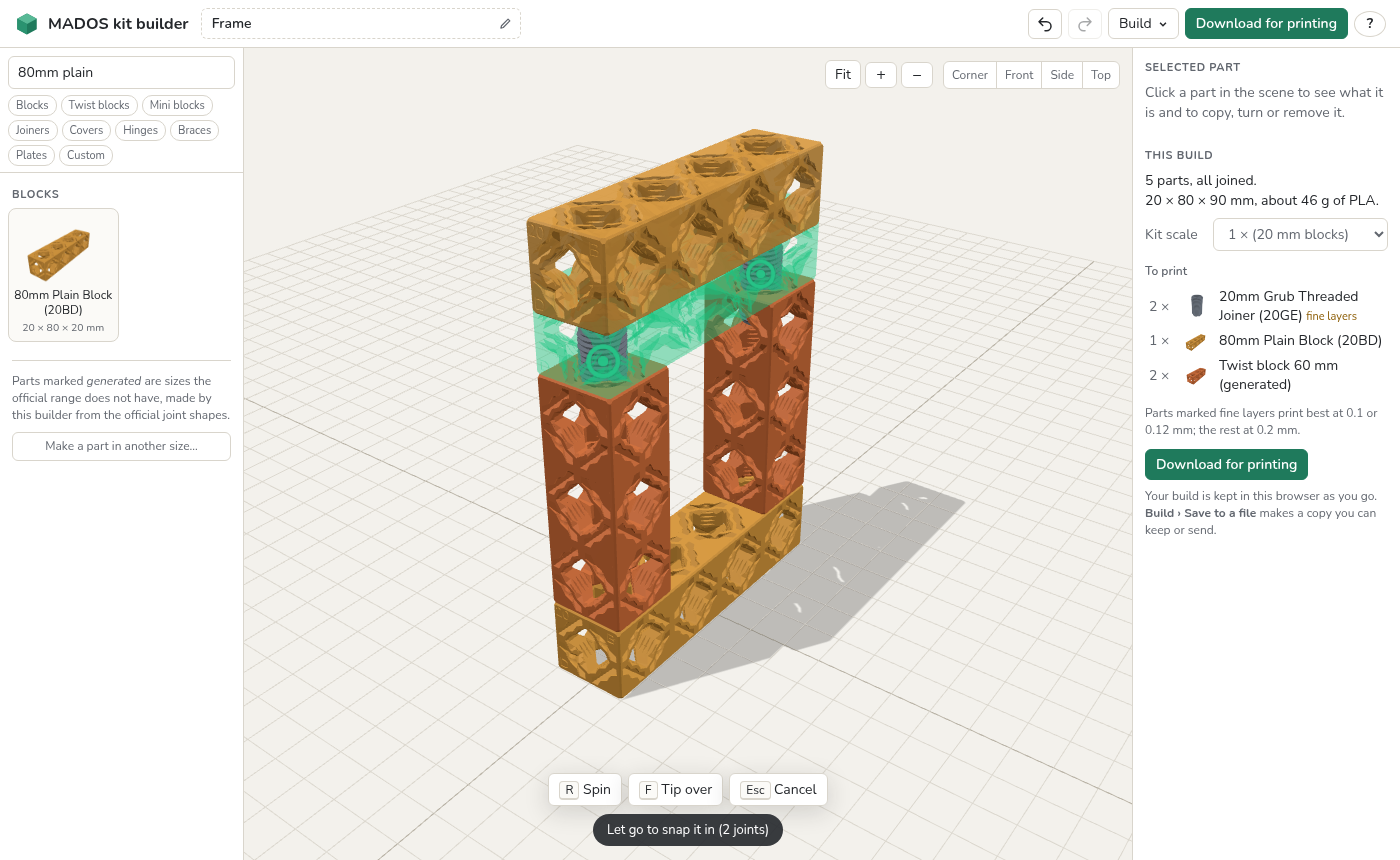 MADOS kit builder
Frame
Build
Download for printing
?
80mm plain
Blocks
Twist blocks
Mini blocks
Joiners
Covers
Hinges
Braces
Plates
Custom
BLOCKS
80mm Plain Block
(20BD)
20 × 80 × 20 mm
Parts marked generated are sizes the
official range does not have, made by
this builder from the official joint shapes.
Make a part in another size...
Fit
+
–
Corner
Front
Side
Top
R Spin
F Tip over
Esc Cancel
Let go to snap it in (2 joints)
SELECTED PART
Click a part in the scene to see what it
is and to copy, turn or remove it.
THIS BUILD
5 parts, all joined.
20 × 80 × 90 mm, about 46 g of PLA.
Kit scale
1 × (20 mm blocks)
To print
2 × 20mm Grub Threaded
Joiner (20GE) fine layers
1 × 80mm Plain Block (20BD)
2 × Twist block 60 mm
(generated)
Parts marked fine layers print best at 0.1 or
0.12 mm; the rest at 0.2 mm.
Download for printing
Your build is kept in this browser as you go.
Build › Save to a file makes a copy you can
keep or send.